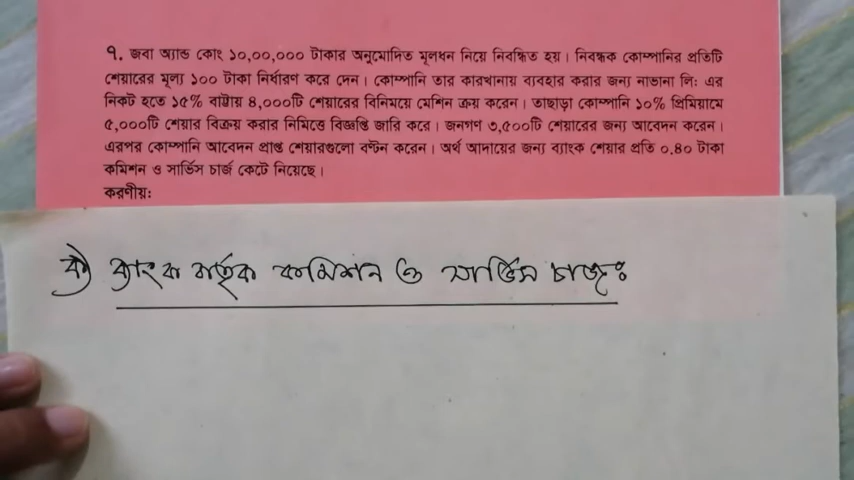 ৭. জবা অ্যান্ড কোং ১০,০০,০০০ টাকার অনুমোদিত মূলধন নিয়ে নিবন্ধিত হয়। নিবন্ধক কোম্পানির প্রতিটি
শেয়ারের মূল্য ১০০ টাকা নির্ধারণ করে দেন। কোম্পানি তার কারখানায় ব্যবহার করার জন্য নাভানা লি: এর
নিকট হতে ১৫% বাট্টায় ৪,০০০টি শেয়ারের বিনিময়ে মেশিন ক্রয় করেন। তাছাড়া কোম্পানি ১০% প্রিমিয়ামে
৫,০০০টি শেয়ার বিক্রয় করার নিমিত্তে বিজ্ঞপ্তি জারি করে। জনগণ ৩,৫০০টি শেয়ারের জন্য আবেদন করেন।
এরপর কোম্পানি আবেদন প্রাপ্ত শেয়ারগুলো বণ্টন করেন। অর্থ আদায়ের জন্য ব্যাংক শেয়ার প্রতি ০.৪০ টাকা
কমিশন ও সার্ভিস চার্জ কেটে নিয়েছে।
করণীয়:
ক) ব্যাংক কর্তৃক কমিশন ও সার্ভিস চার্জঃ